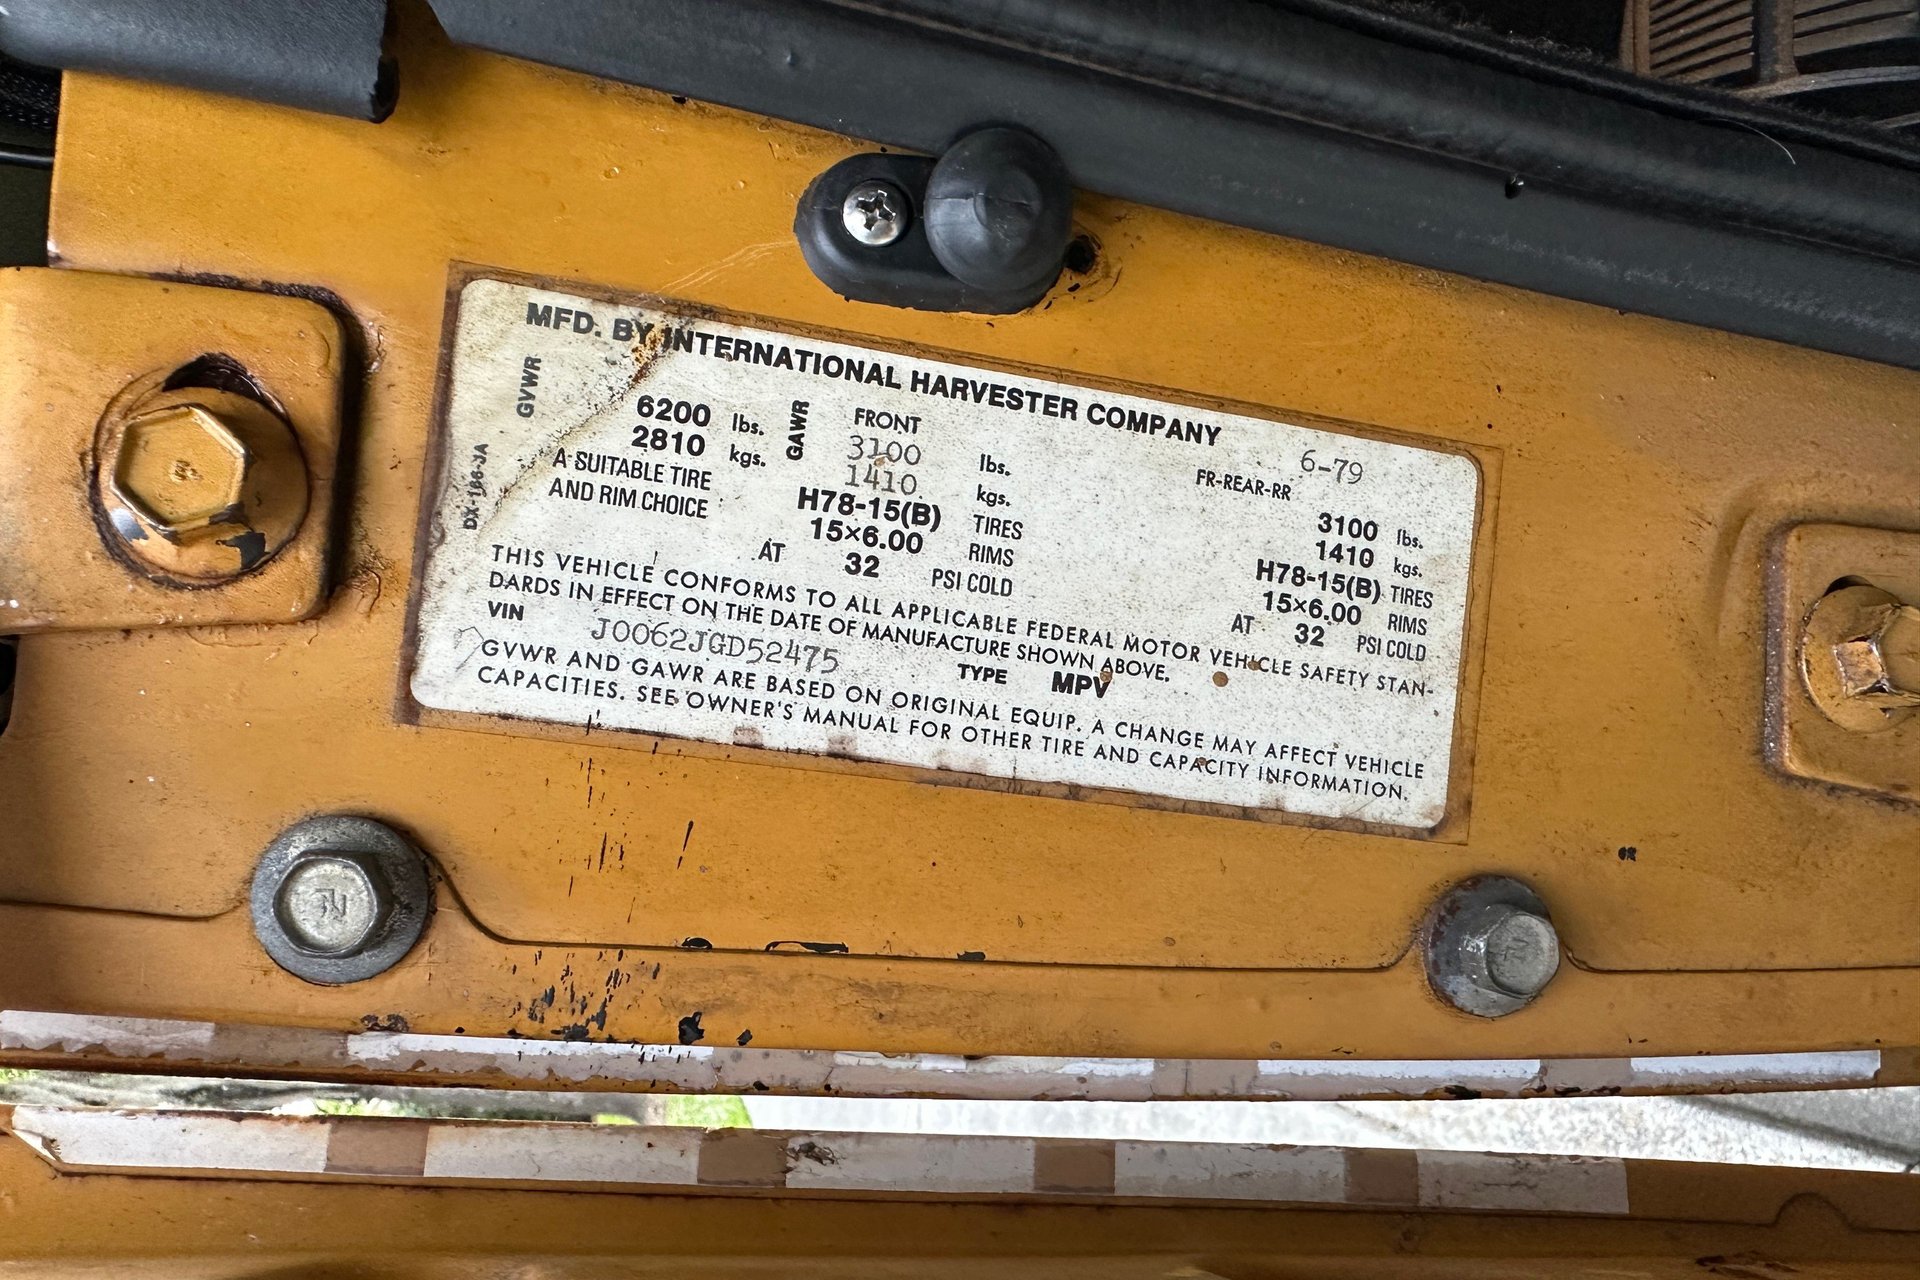 MFD. BY INTERNATIONAL HARVESTER COMPANY
6-79
GVWR 6200 lbs. GAWR FRONT 3100 lbs. FR-REAR-RR 3100 lbs.
2810 kgs. 1410 kgs. 1410 kgs.
A SUITABLE TIRE H78-15(B) TIRES H78-15(B) TIRES
AND RIM CHOICE 15×6.00 RIMS 15×6.00 RIMS
AT 32 PSI COLD AT 32 PSI COLD
DX-166-JA
THIS VEHICLE CONFORMS TO ALL APPLICABLE FEDERAL MOTOR VEHICLE SAFETY STAN-
DARDS IN EFFECT ON THE DATE OF MANUFACTURE SHOWN ABOVE.
VIN J0062JGD52475 TYPE MPV
GVWR AND GAWR ARE BASED ON ORIGINAL EQUIP. A CHANGE MAY AFFECT VEHICLE
CAPACITIES. SEE OWNER'S MANUAL FOR OTHER TIRE AND CAPACITY INFORMATION.